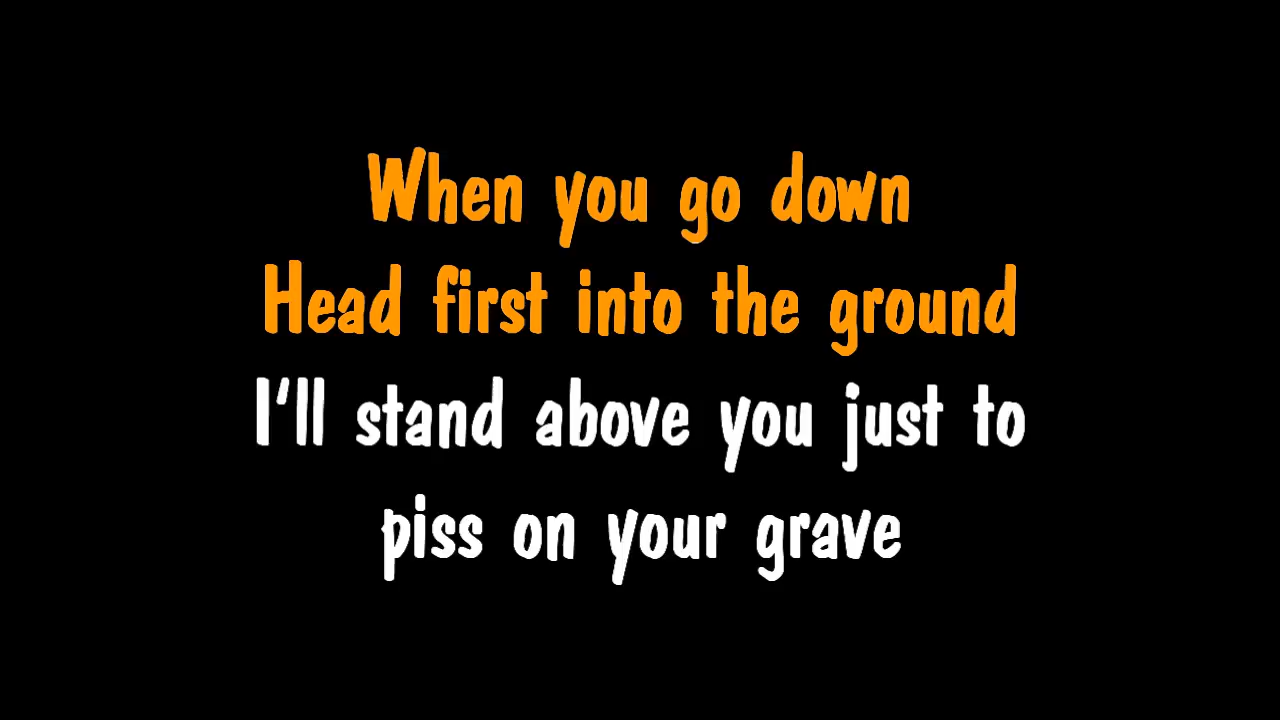 When you go down
Head first into the ground
I'll stand above you just to
piss on your grave